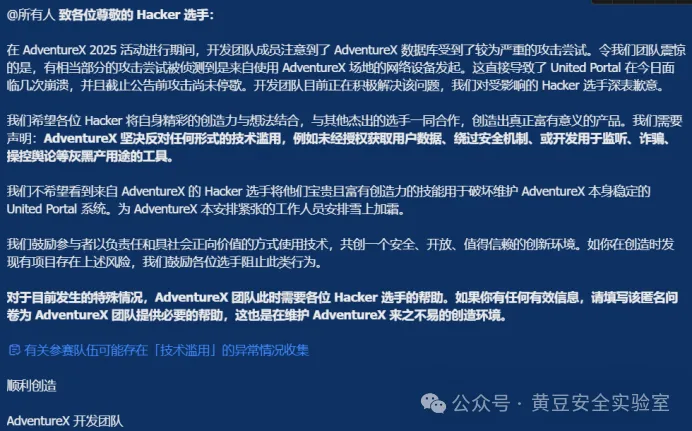 @所有人 致各位尊敬的 Hacker 选手：
在 AdventureX 2025 活动进行期间，开发团队成员注意到了 AdventureX 数据库受到了较为严重的攻击尝试。令我们团队震惊
的是，有相当部分的攻击尝试被侦测到是来自使用 AdventureX 场地的网络设备发起。这直接导致了 United Portal 在今日面
临几次崩溃，并且截止公告前攻击尚未停歇。开发团队目前正在积极解决该问题，我们对受影响的 Hacker 选手深表歉意。
我们希望各位 Hacker 将自身精彩的创造力与想法结合，与其他杰出的选手一同合作，创造出真正富有意义的产品。我们需要
声明：AdventureX 坚决反对任何形式的技术滥用，例如未经授权获取用户数据、绕过安全机制、或开发用于监听、诈骗、
操控舆论等灰黑产用途的工具。
我们不希望看到来自 AdventureX 的 Hacker 选手将他们宝贵且富有创造力的技能用于破坏维护 AdventureX 本身稳定的
United Portal 系统。为 AdventureX 本安排紧张的工作人员安排雪上加霜。
我们鼓励参与者以负责任和具社会正向价值的方式使用技术，共创一个安全、开放、值得信赖的创新环境。如你在创造时发
现有项目存在上述风险，我们鼓励各位选手阻止此类行为。
对于目前发生的特殊情况，AdventureX 团队此时需要各位 Hacker 选手的帮助。如果你有任何有效信息，请填写该匿名问
卷为 AdventureX 团队提供必要的帮助，这也是在维护 AdventureX 来之不易的创造环境。
有关参赛队伍可能存在「技术滥用」的异常情况收集
顺利创造
AdventureX 开发团队
公众号 · 黄豆安全实验室